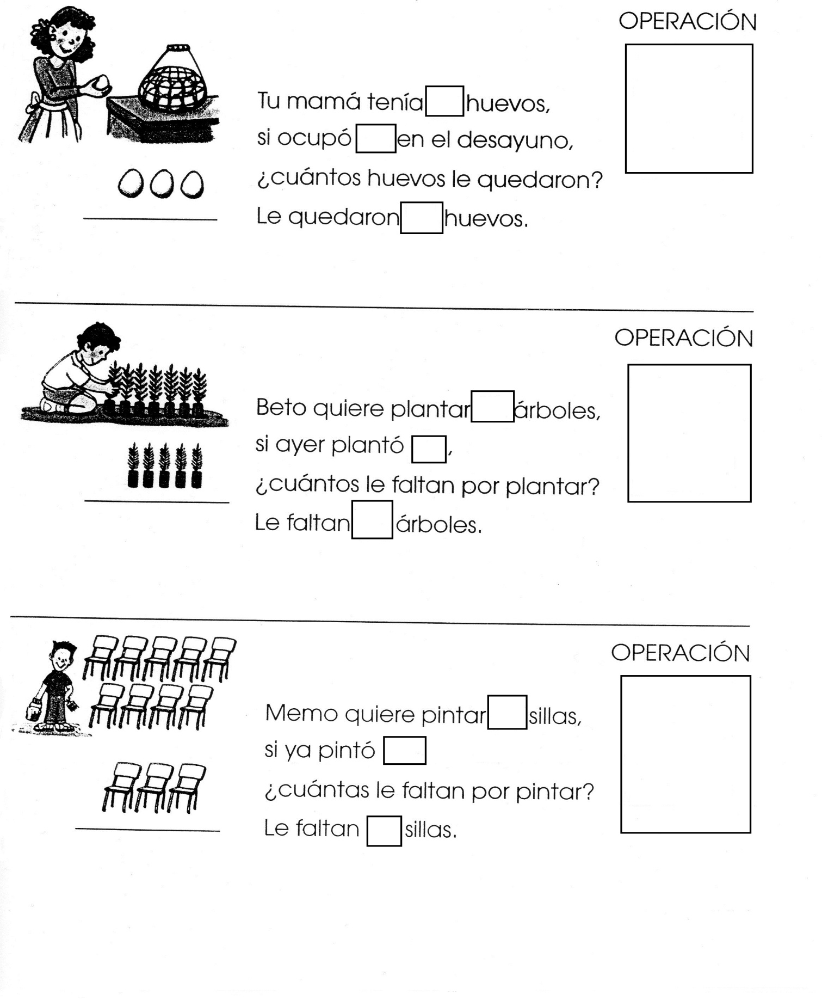 OPERACIÓN
Tu mamá tenía huevos,
si ocupó en el desayuno,
¿cuántos huevos le quedaron?
Le quedaron huevos.
OPERACIÓN
Beto quiere plantar árboles,
si ayer plantó ,
¿cuántos le faltan por plantar?
Le faltan árboles.
OPERACIÓN
Memo quiere pintar sillas,
si ya pintó
¿cuántas le faltan por pintar?
Le faltan sillas.